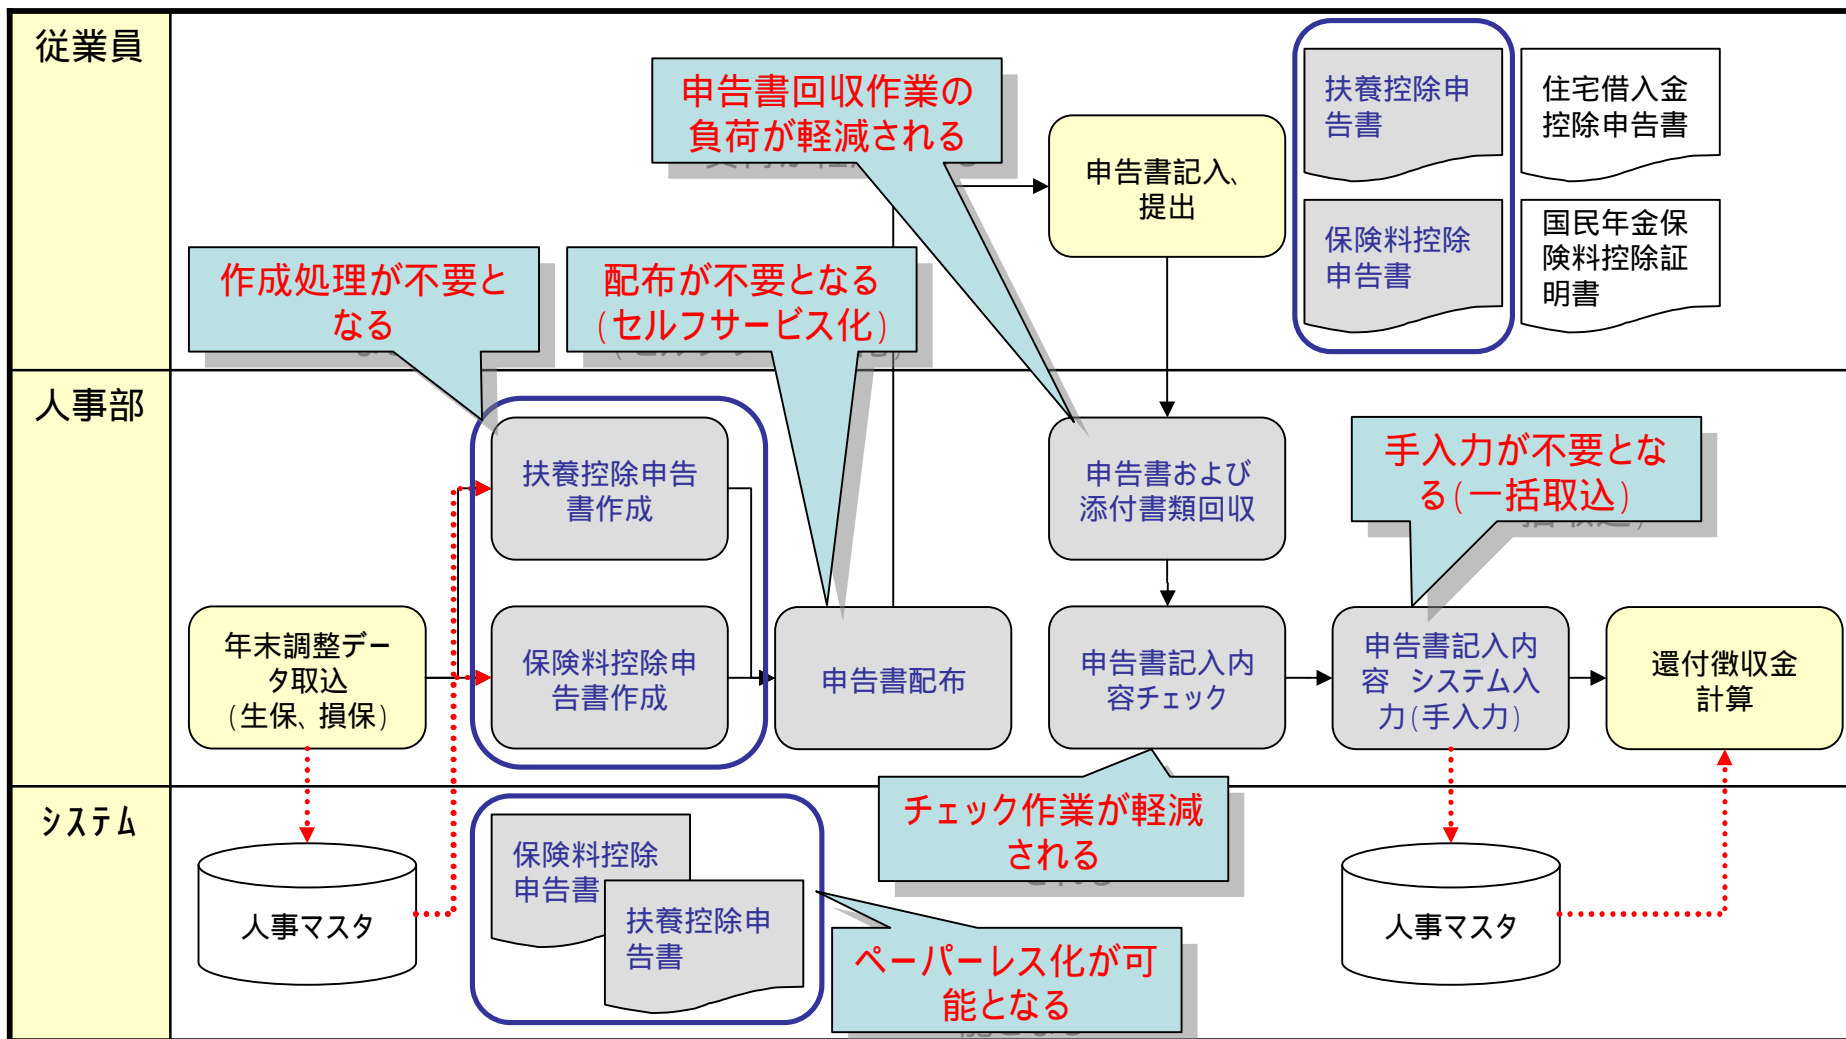 従業員
申告書回収作業の
負荷が軽減される
申告書記入、
提出
扶養控除申
告書
住宅借入金
控除申告書
保険料控除
申告書
国民年金保
険料控除証
明書
作成処理が不要と
なる
配布が不要となる
(セルフサービス化)
人事部
扶養控除申告
書作成
申告書および
添付書類回収
手入力が不要とな
る(一括取込)
年末調整デー
タ取込
(生保、損保)
保険料控除申
告書作成
申告書配布
申告書記入内
容チェック
申告書記入内
容 システム入
力(手入力)
還付徴収金
計算
システム
チェック作業が軽減
される
人事マスタ
保険料控除
申告書
扶養控除申
告書
ペーパーレス化が可
能となる
人事マスタ